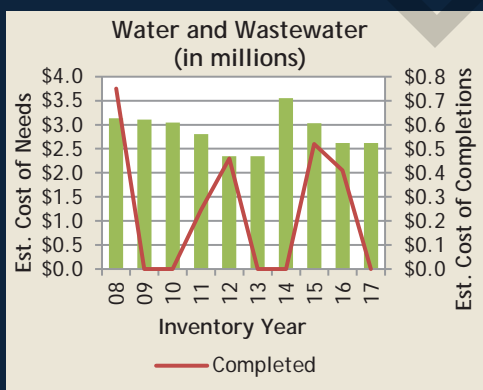 Water and Wastewater
(in millions)
Est. Cost of Needs
$4.0
$3.5
$3.0
$2.5
$2.0
$1.5
$1.0
$0.5
$0.0
$0.8
$0.7
$0.6
$0.5
$0.4
$0.3
$0.2
$0.1
$0.0
Est. Cost of Completions
08 09 10 11 12 13 14 15 16 17
Inventory Year
Completed